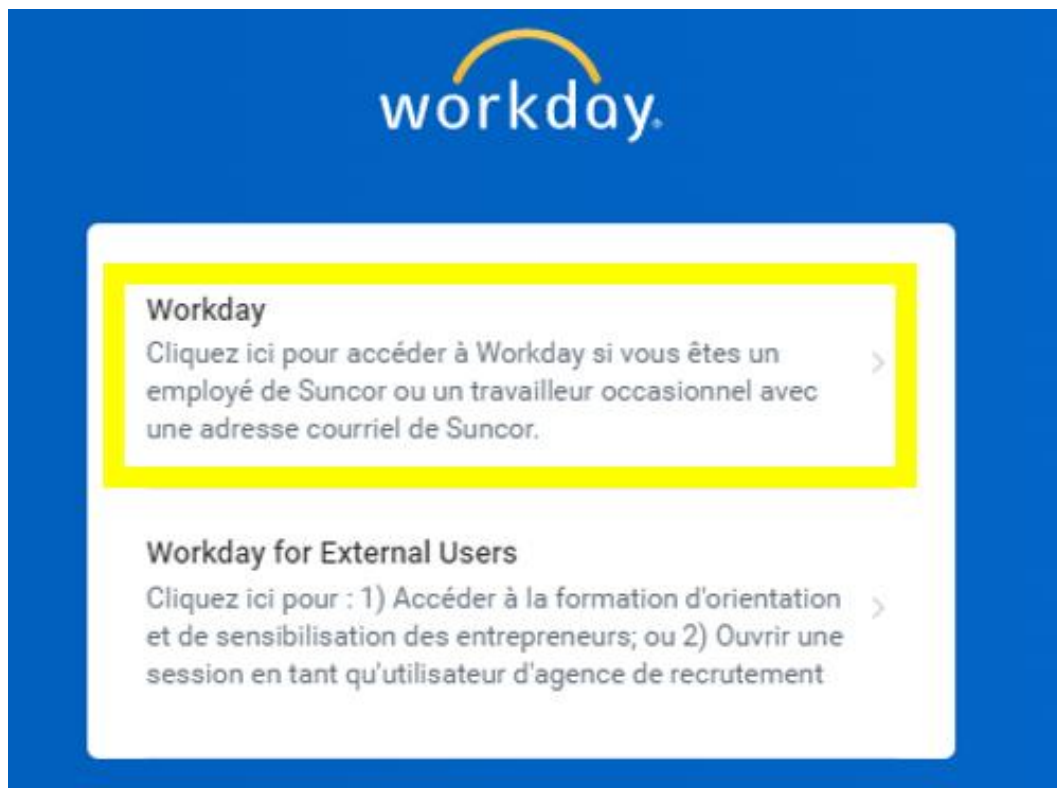 workday.
Workday
Cliquez ici pour accéder à Workday si vous êtes un
employé de Suncor ou un travailleur occasionnel avec
une adresse courriel de Suncor.
Workday for External Users
Cliquez ici pour : 1) Accéder à la formation d'orientation
et de sensibilisation des entrepreneurs; ou 2) Ouvrir une
session en tant qu'utilisateur d'agence de recrutement